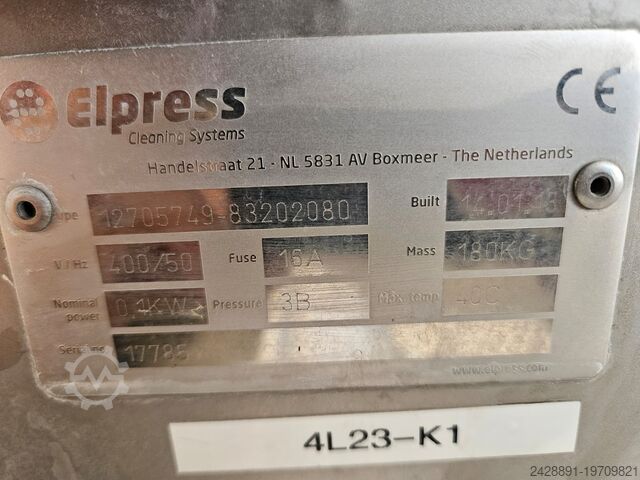 Elpress
Cleaning Systems
CE
Handelstraat 21 - NL 5831 AV Boxmeer - The Netherlands
Type 12705749-83202080 Built
V / Hz 400/50 Fuse 16A Mass 180KG
Nominal power 0,1KW Pressure 3B Max temp 40C
17785
www.elpress.com
4L23-K1
2428891-19709821